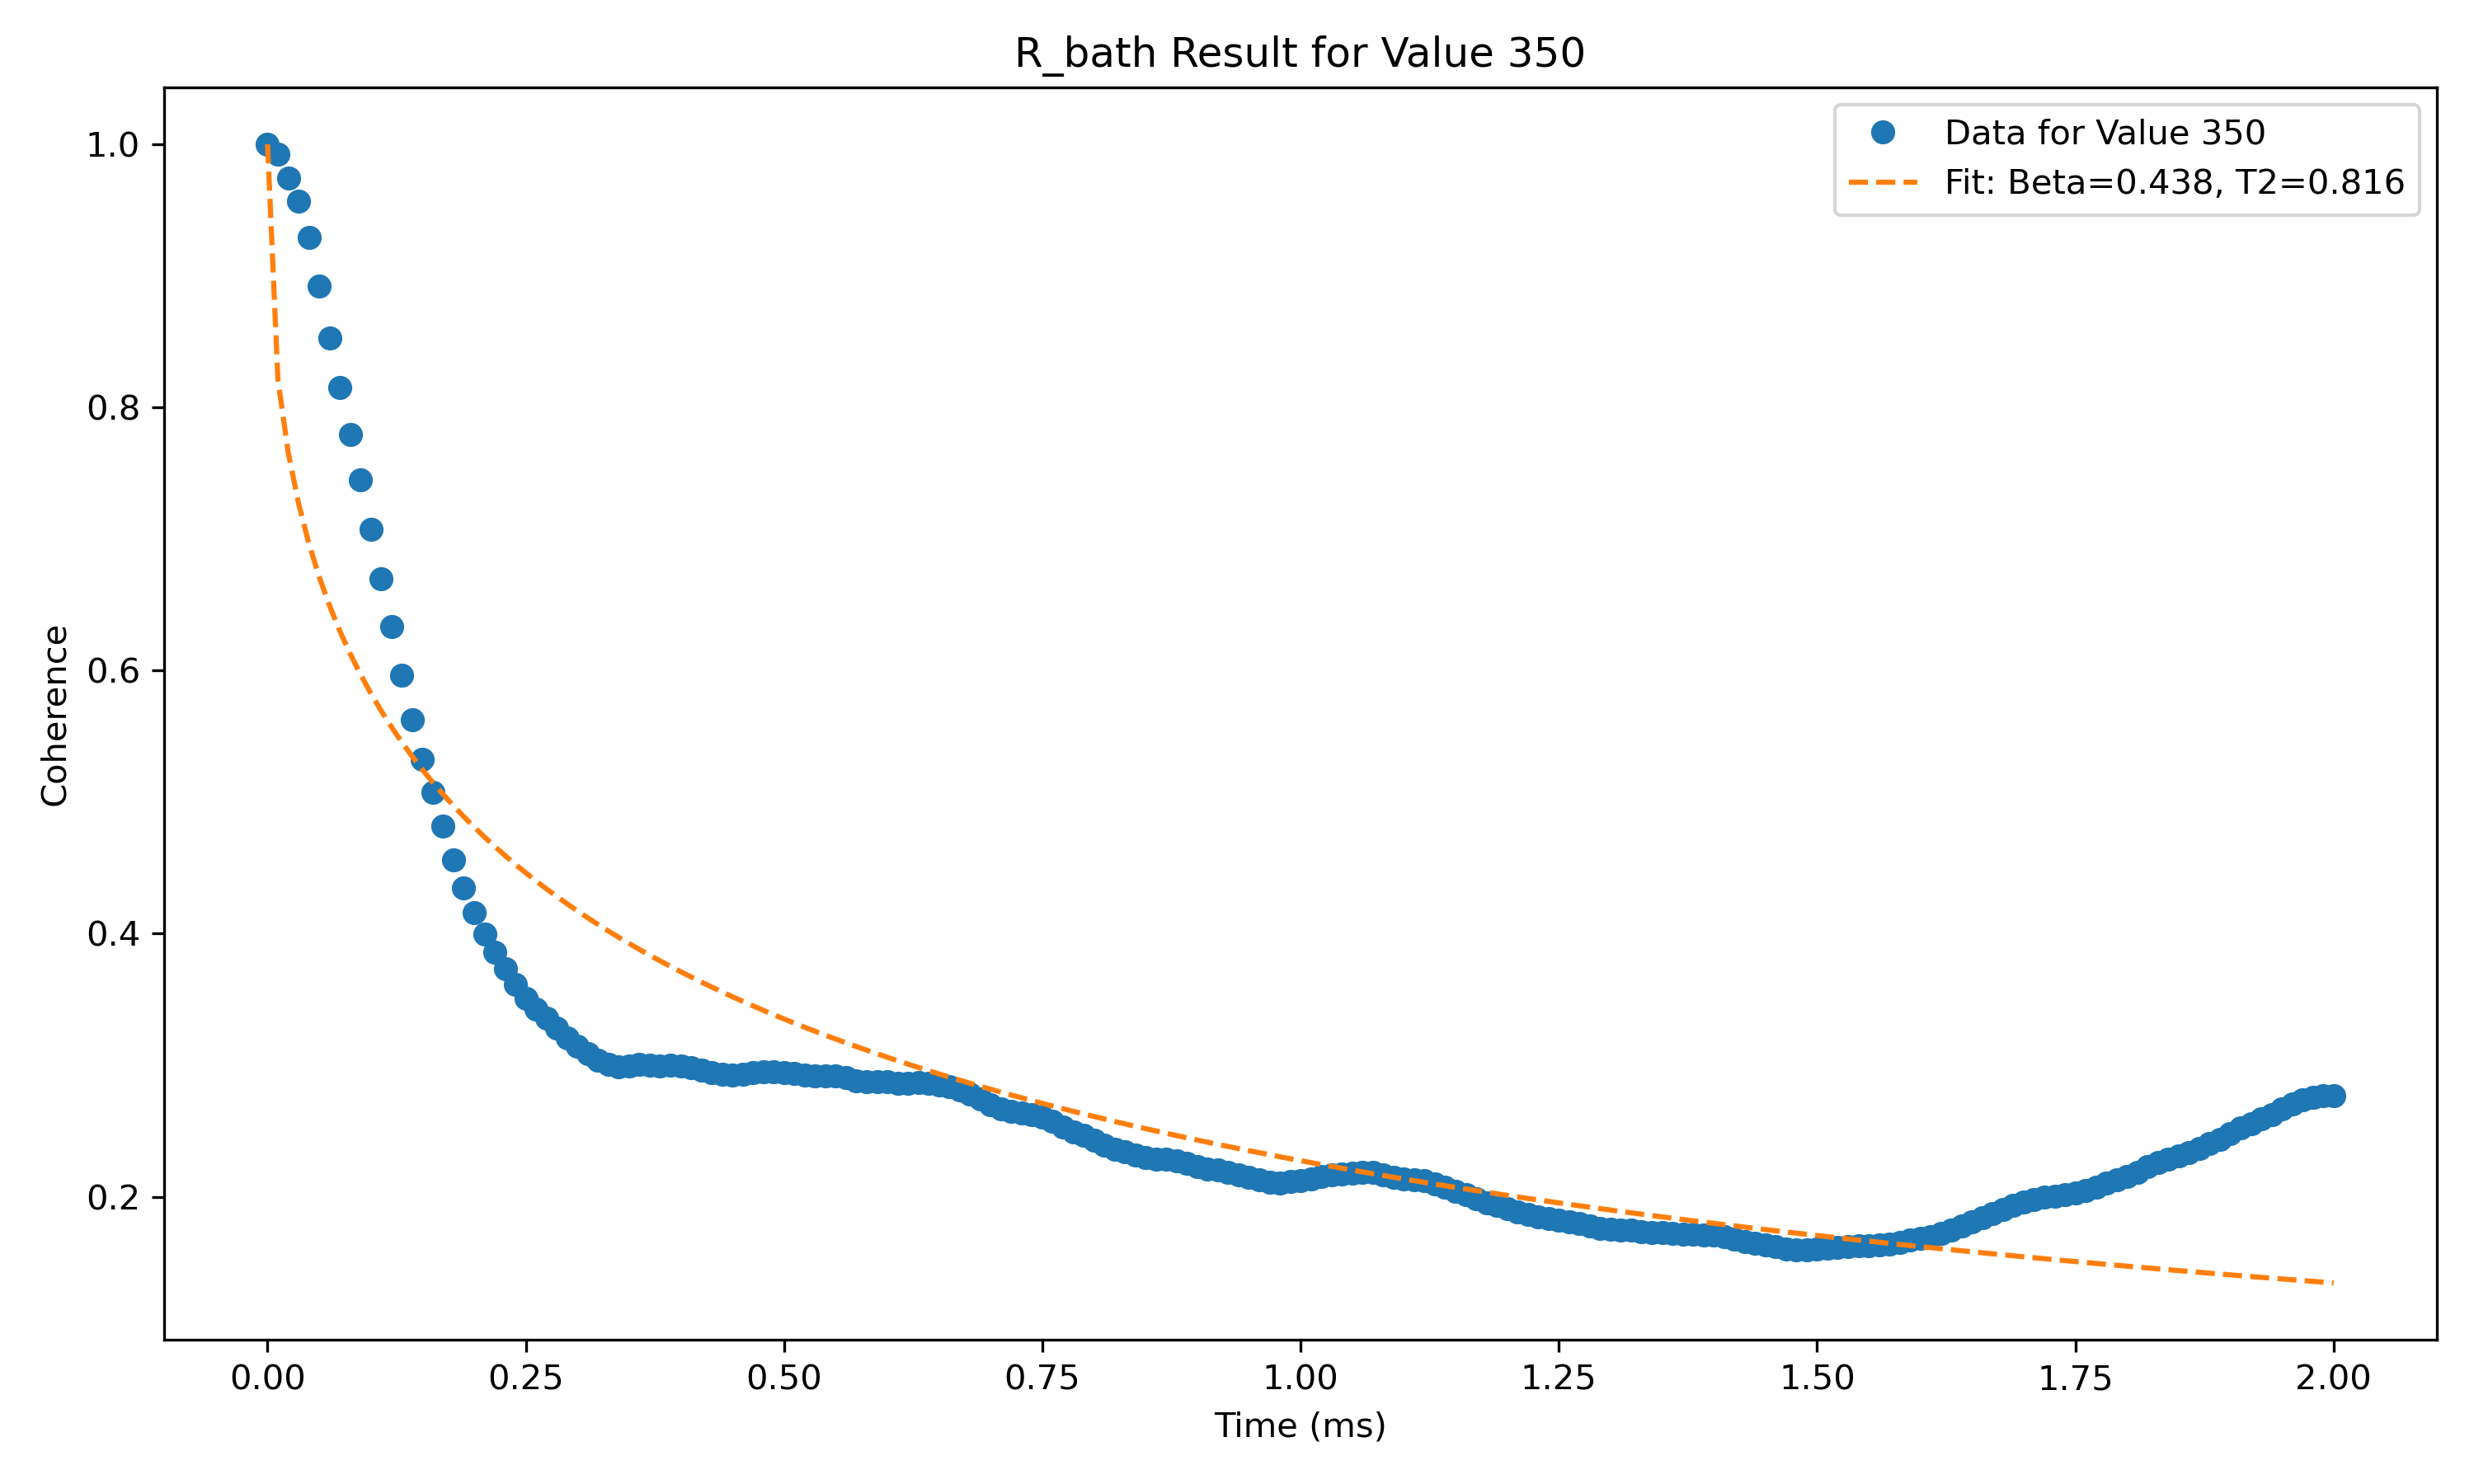 R_bath Result for Value 350
Data for Value 350
Fit: Beta=0.438, T2=0.816
Coherence
1.0
0.8
0.6
0.4
0.2
0.00 0.25 0.50 0.75 1.00 1.25 1.50 1.75 2.00
Time (ms)